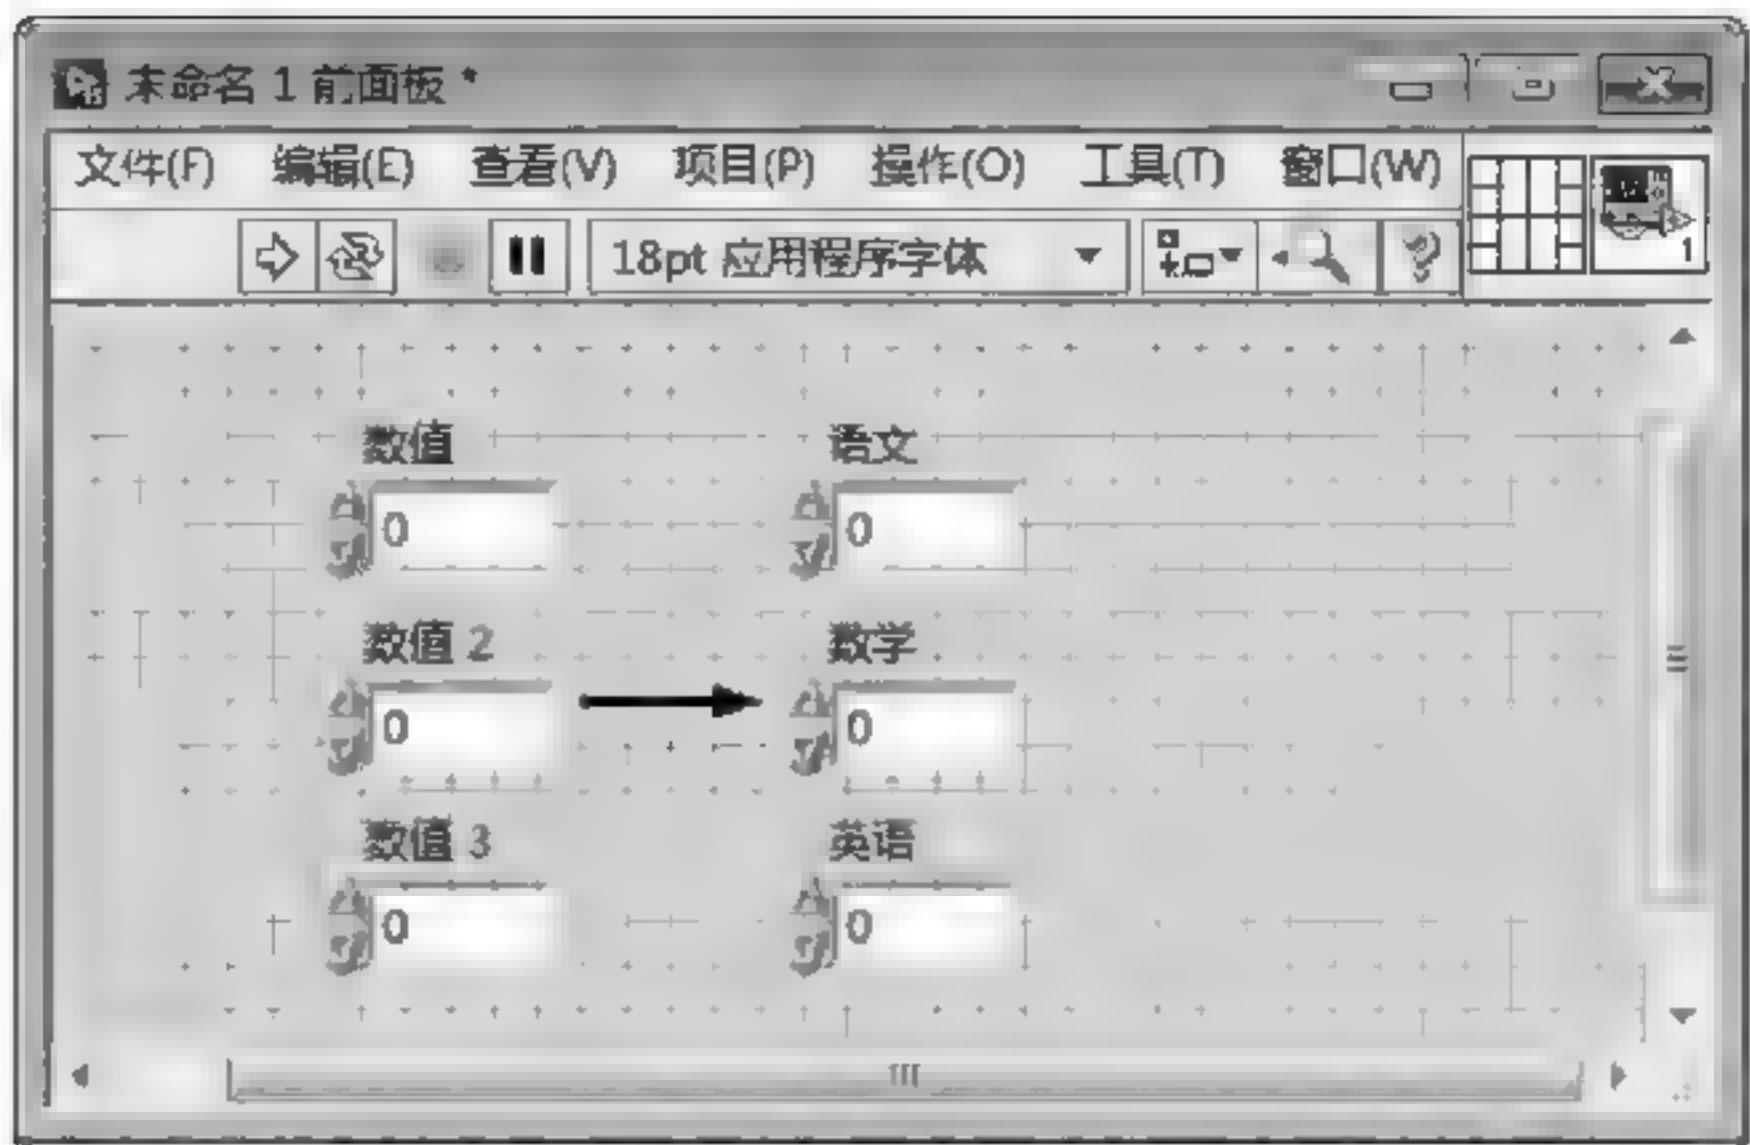 未命名 1 前面板 *
文件(F) 编辑(E) 查看(V) 项目(P) 操作(O) 工具(T) 窗口(W)
18pt 应用程序字体
1
数值 语文
0 0
数值 2 数学
0 0
数值 3 英语
0 0